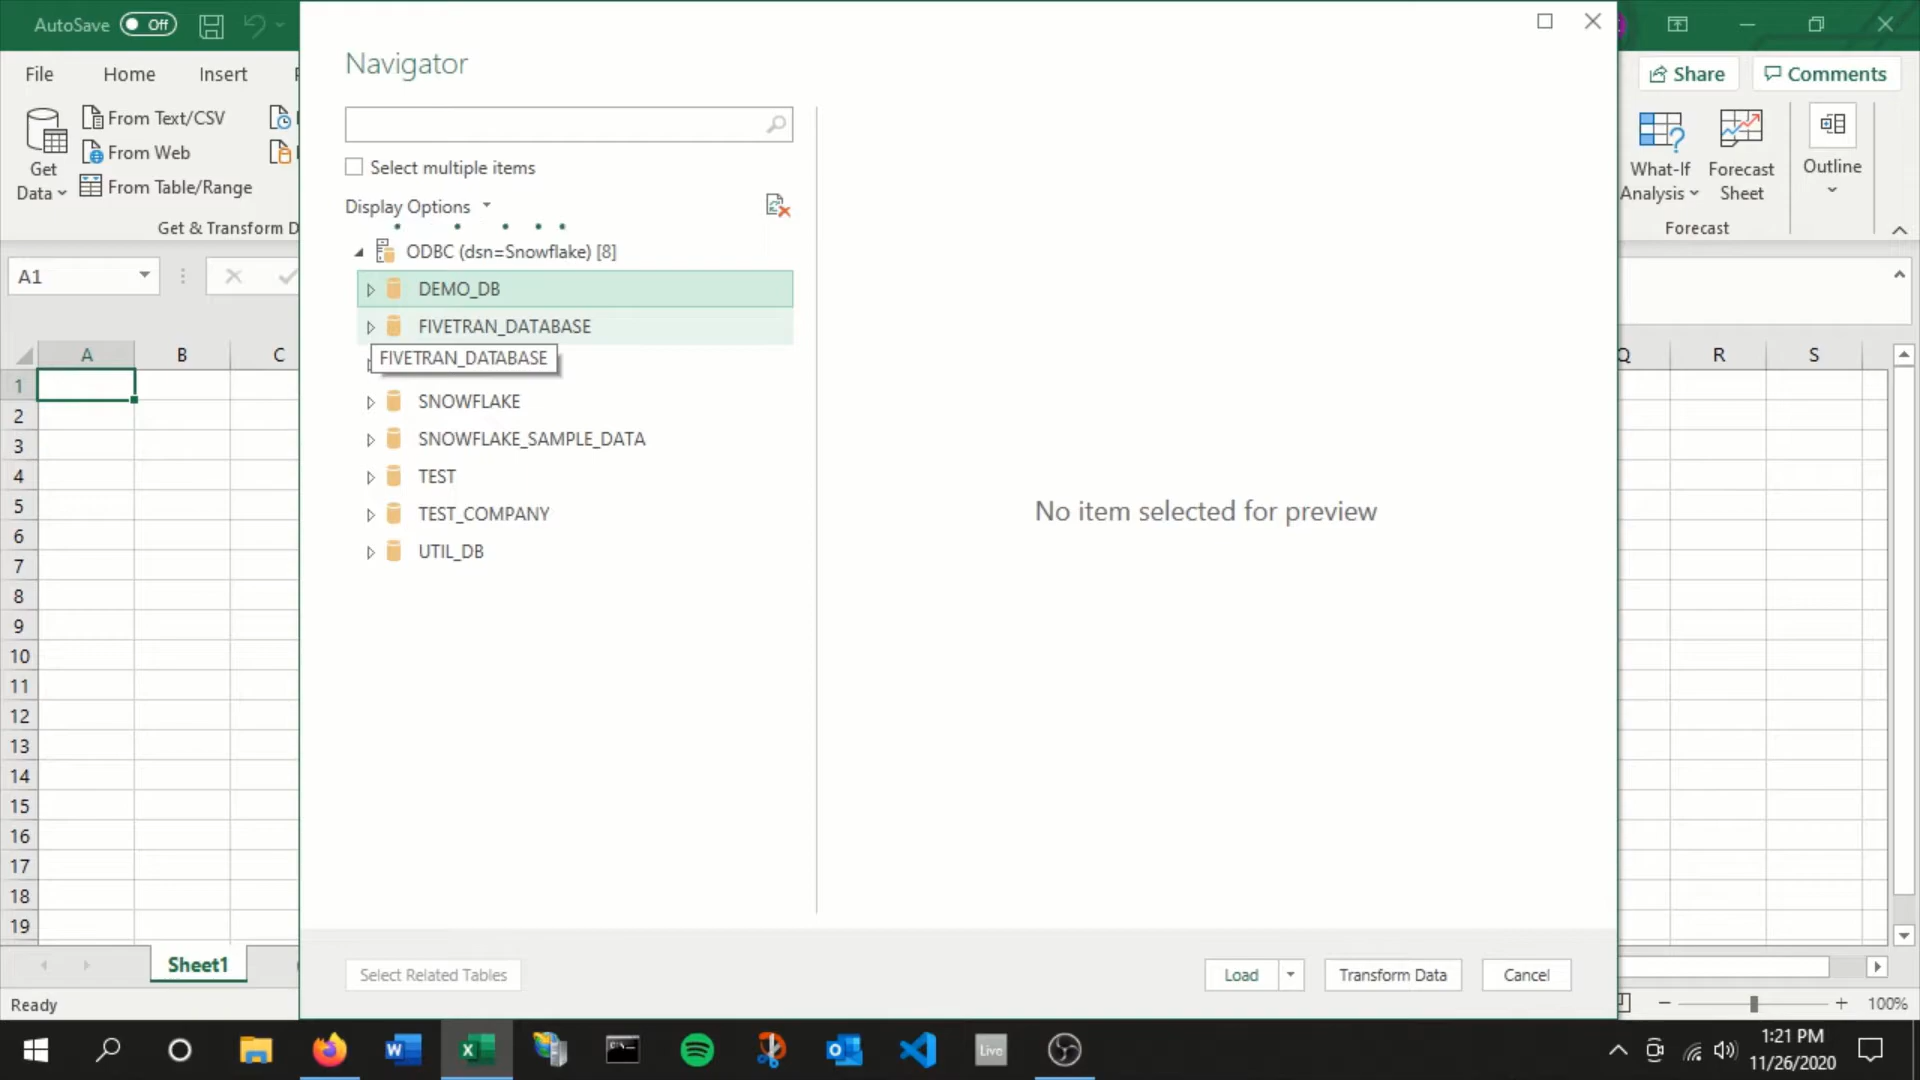 AutoSave Off
File Home Insert
Share Comments
Get Data
From Text/CSV
From Web
From Table/Range
Get & Transform D
What-If Analysis
Forecast Sheet
Outline
Forecast
A1
Navigator
Select multiple items
Display Options
ODBC (dsn=Snowflake) [8]
DEMO_DB
FIVETRAN_DATABASE
FIVETRAN_DATABASE
SNOWFLAKE
SNOWFLAKE_SAMPLE_DATA
TEST
TEST_COMPANY
UTIL_DB
No item selected for preview
A B C Q R S
1
2
3
4
5
6
7
8
9
10
11
12
13
14
15
16
17
18
19
Select Related Tables
Load
Transform Data
Cancel
Sheet1
Ready
100%
Live
1:21 PM
11/26/2020